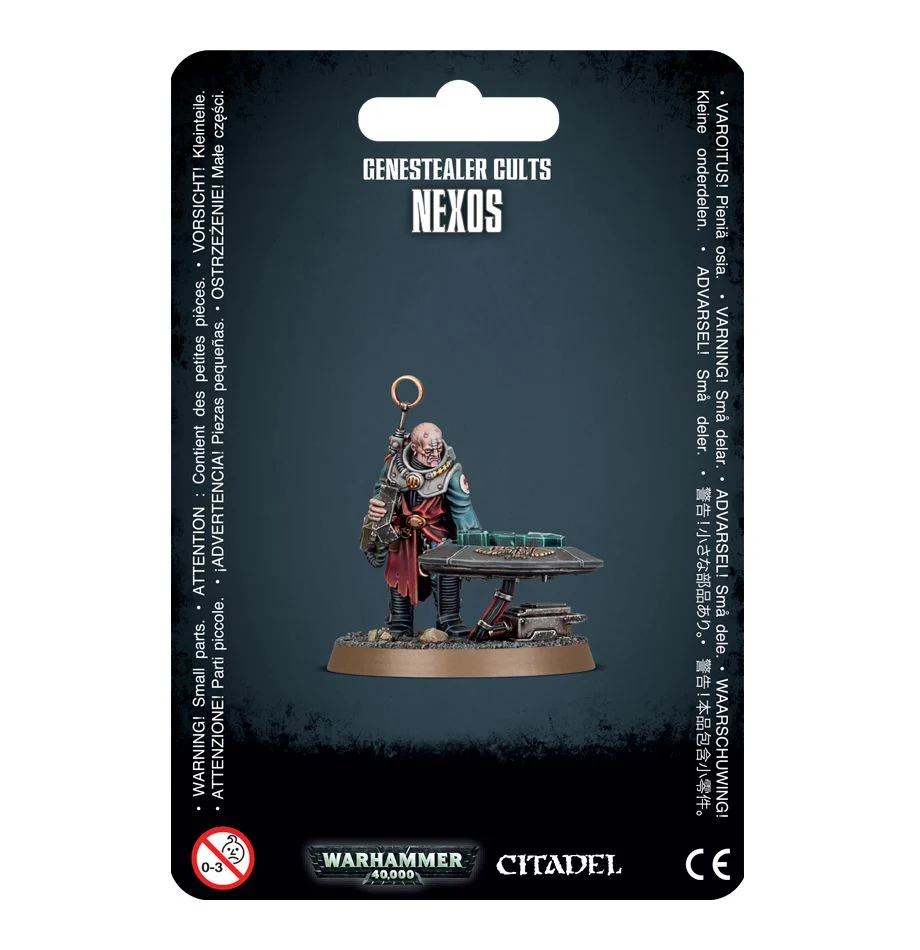 GENESTEALER CULTS
NEXOS
• WARNING! Small parts. • ATTENTION : Contient des petites pièces. • VORSICHT! Kleinteile.
• ATTENZIONE! Parti piccole. • ¡ADVERTENCIA! Piezas pequeñas. • OSTRZEŻENIE! Małe części.
• VAROITUS! Pieniä osia. • VARNING! Små delar. • ADVARSEL! Små dele. • WAARSCHUWING!
Kleine onderdelen. • ADVARSEL! Små deler. • 警告!小さな部品あり。• 警告!本品包含小零件。
0-3
WARHAMMER
40,000
CITADEL
CE